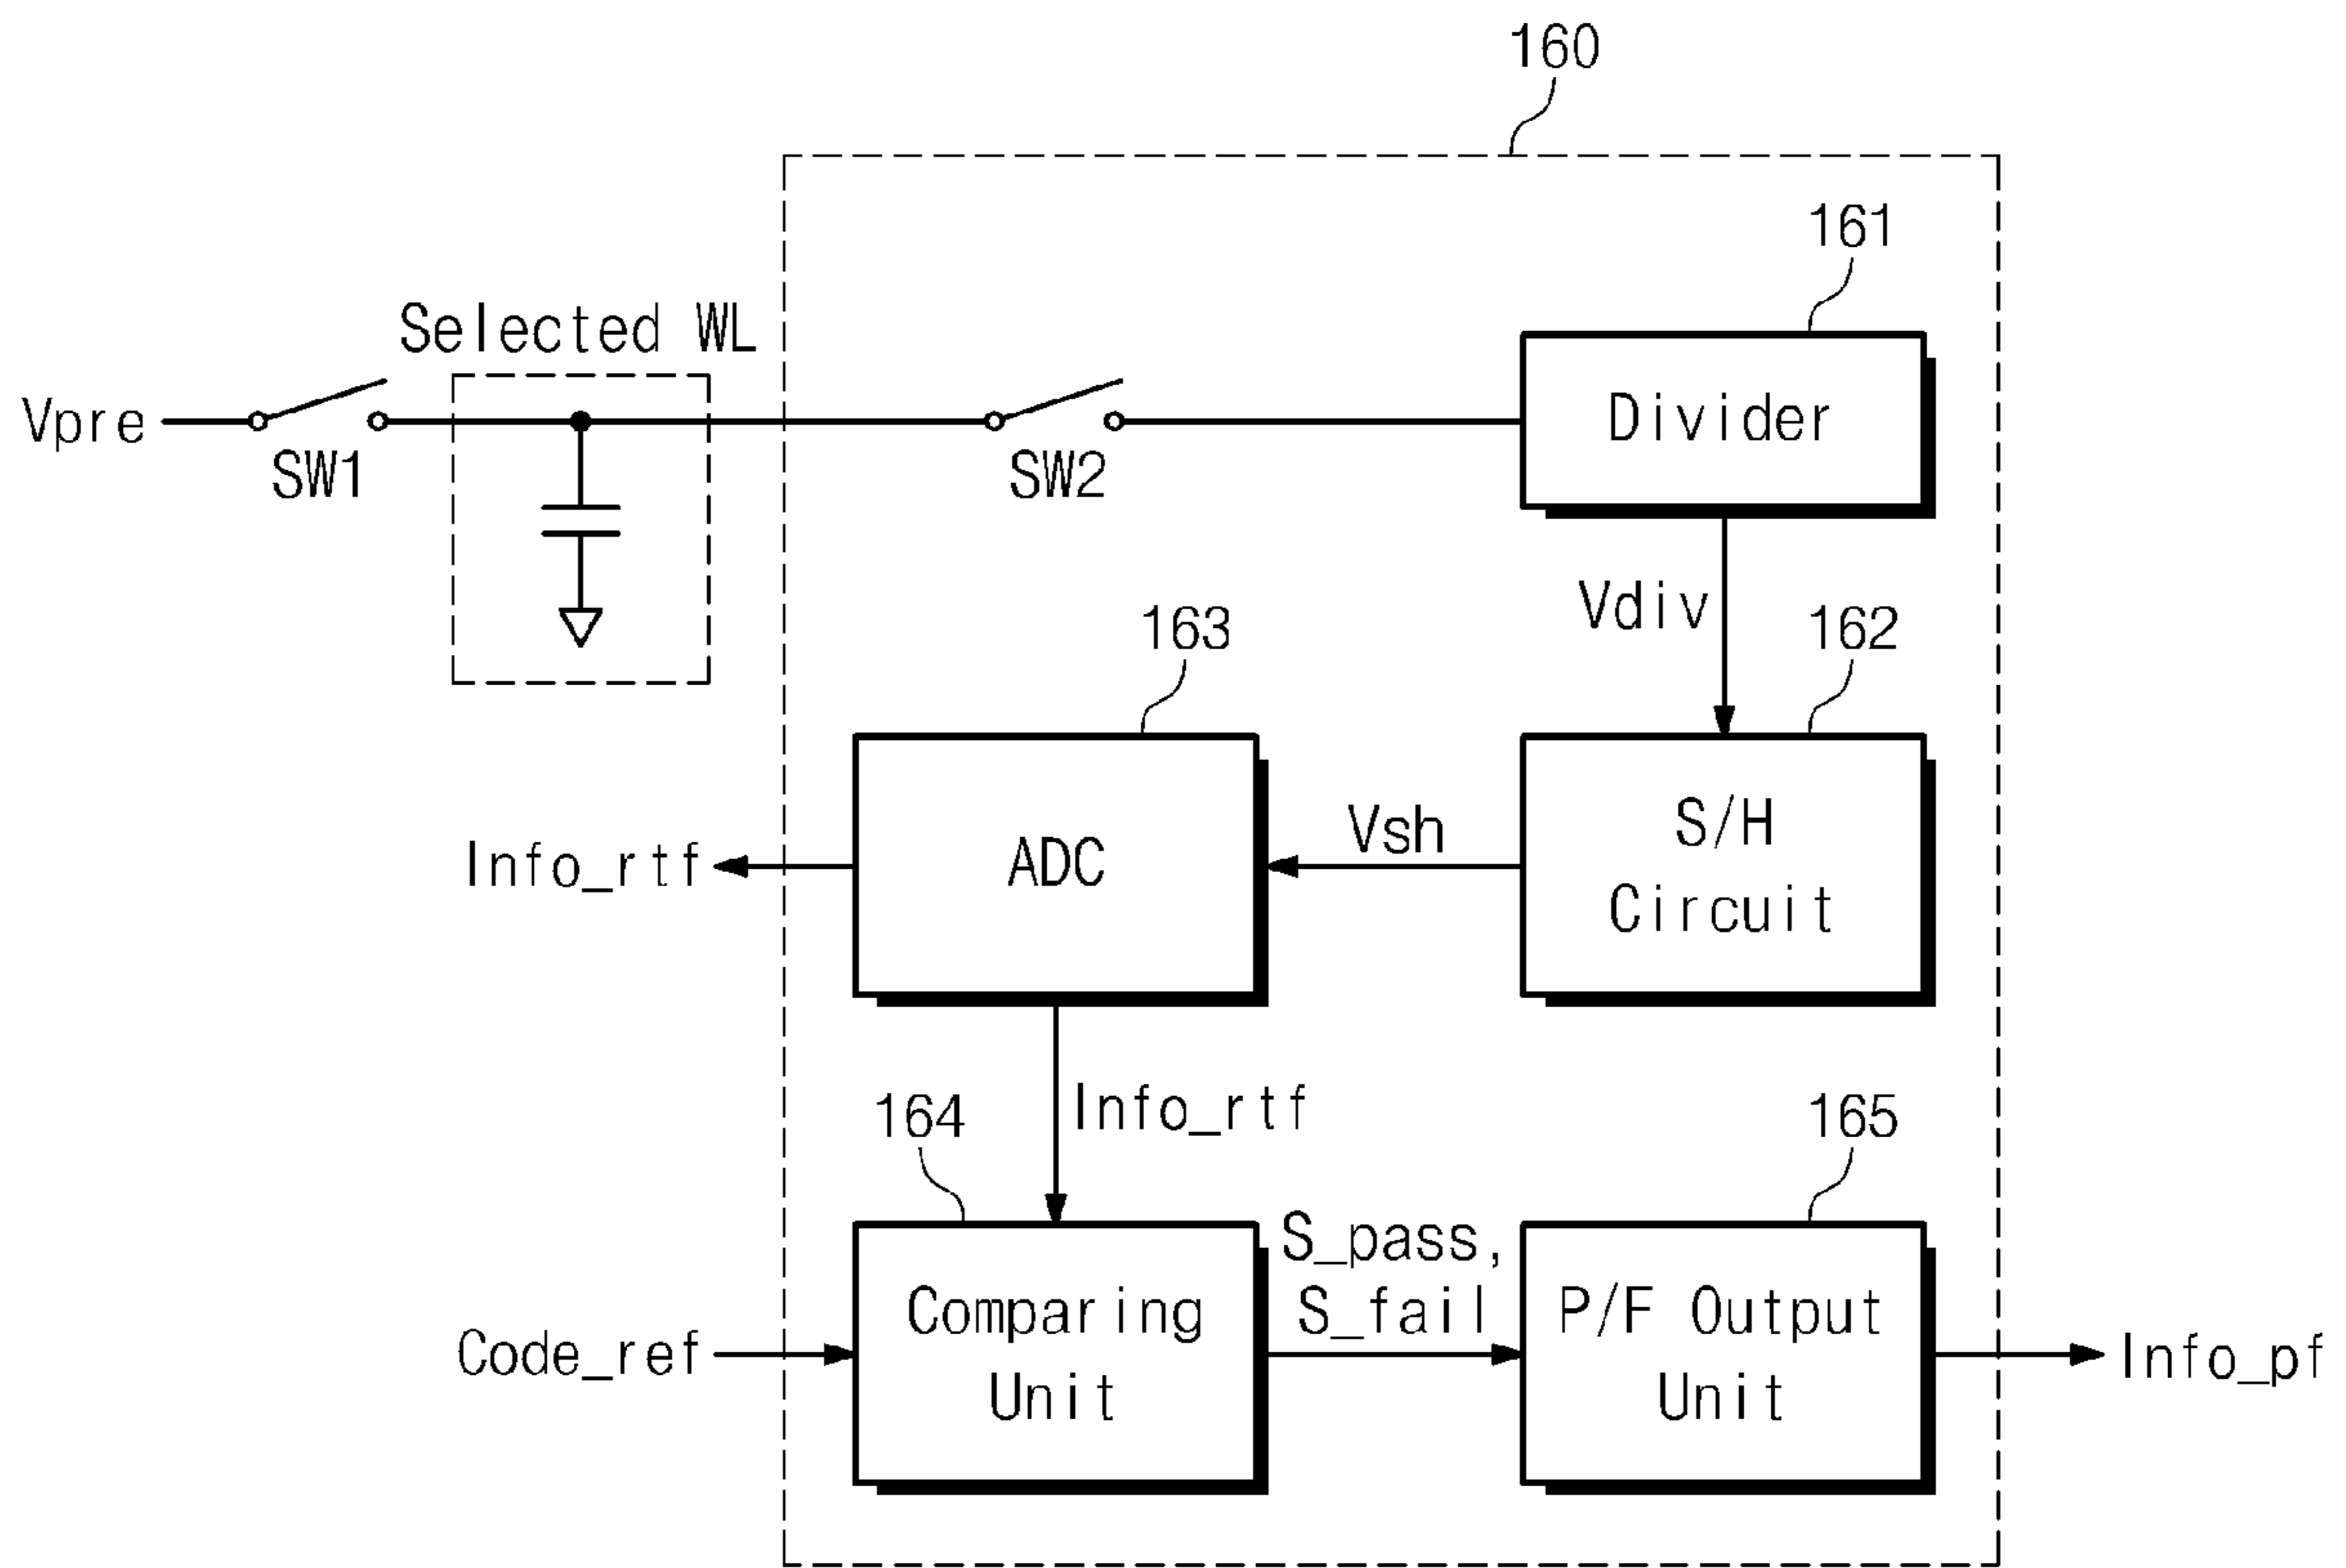 160
161
Selected WL
Vpre
SW1
SW2
Divider
Vdiv
163
162
Info_rtf
ADC
Vsh
S/H
Circuit
Info_rtf
164
165
Code_ref
Comparing
Unit
S_pass,
S_fail
P/F Output
Unit
Info_pf